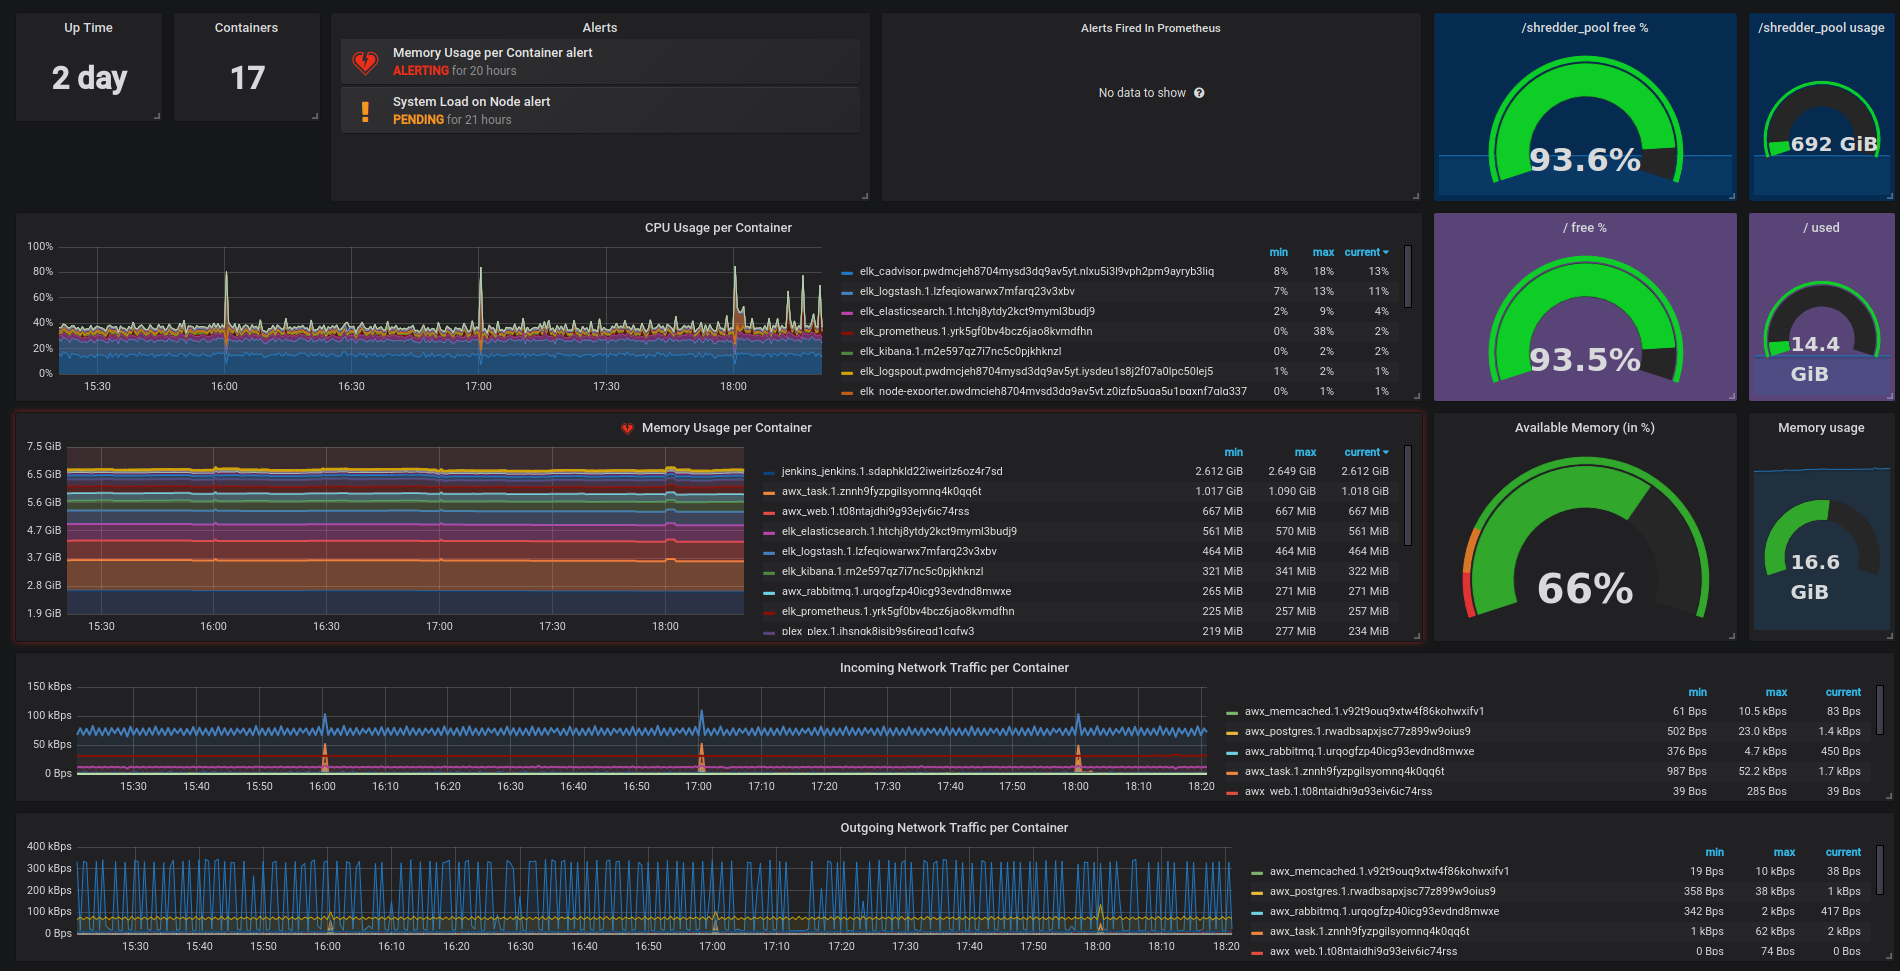 Up Time
2 day
Containers
17
Alerts
Memory Usage per Container alert
ALERTING for 20 hours
System Load on Node alert
PENDING for 21 hours
Alerts Fired In Prometheus
No data to show
/shredder_pool free %
93.6%
/shredder_pool usage
692 GiB
CPU Usage per Container
100%
80%
60%
40%
20%
0%
15:30 16:00 16:30 17:00 17:30 18:00
min max current
elk_cadvisor.pwdmcjeh8704mysd3dq9av5yt.nlxu5i3l9vph2pm9ayryb3liq 8% 18% 13%
elk_logstash.1.lzfeqiowarwx7mfarq23v3xbv 7% 13% 11%
elk_elasticsearch.1.htchj8ytdy2kct9myml3budj9 2% 9% 4%
elk_prometheus.1.yrk5gf0bv4bcz6jao8kvmdfhn 0% 38% 2%
elk_kibana.1.rn2e597qz7i7nc5c0pjkhknzl 0% 2% 2%
elk_logspout.pwdmcjeh8704mysd3dq9av5yt.iysdeu1s8j2f07a0lpc50lej5 1% 2% 1%
elk_node-exporter.pwdmcjeh8704mysd3dq9av5yt.z0izfp5uqa5u1pqxnf7qlq337 0% 1% 1%
/ free %
93.5%
/ used
14.4
GiB
Memory Usage per Container
7.5 GiB
6.5 GiB
5.6 GiB
4.7 GiB
3.7 GiB
2.8 GiB
1.9 GiB
15:30 16:00 16:30 17:00 17:30 18:00
min max current
jenkins_jenkins.1.sdaphkld22iweirlz6oz4r7sd 2.612 GiB 2.649 GiB 2.612 GiB
awx_task.1.znnh9fyzpgilsyomnq4k0qq6t 1.017 GiB 1.090 GiB 1.018 GiB
awx_web.1.t08ntajdhi9g93ejv6ic74rss 667 MiB 667 MiB 667 MiB
elk_elasticsearch.1.htchj8ytdy2kct9myml3budj9 561 MiB 570 MiB 561 MiB
elk_logstash.1.lzfeqiowarwx7mfarq23v3xbv 464 MiB 464 MiB 464 MiB
elk_kibana.1.rn2e597qz7i7nc5c0pjkhknzl 321 MiB 341 MiB 322 MiB
awx_rabbitmq.1.urqogfzp40icg93evdnd8mwxe 265 MiB 271 MiB 271 MiB
elk_prometheus.1.yrk5gf0bv4bcz6jao8kvmdfhn 225 MiB 257 MiB 257 MiB
plex_plex.1.ihsnqk8isib9s6ireqd1cqfw3 219 MiB 277 MiB 234 MiB
Available Memory (in %)
66%
Memory usage
16.6
GiB
Incoming Network Traffic per Container
150 kBps
100 kBps
50 kBps
0 Bps
15:30 15:40 15:50 16:00 16:10 16:20 16:30 16:40 16:50 17:00 17:10 17:20 17:30 17:40 17:50 18:00 18:10 18:20
min max current
awx_memcached.1.v92t9ouq9xtw4f86kohwxifv1 61 Bps 10.5 kBps 83 Bps
awx_postgres.1.rwadbsapxjsc77z899w9oius9 502 Bps 23.0 kBps 1.4 kBps
awx_rabbitmq.1.urqogfzp40icg93evdnd8mwxe 376 Bps 4.7 kBps 450 Bps
awx_task.1.znnh9fyzpgilsyomnq4k0qq6t 987 Bps 52.2 kBps 1.7 kBps
awx_web.1.t08ntajdhi9g93ejv6ic74rss 39 Bps 285 Bps 39 Bps
Outgoing Network Traffic per Container
400 kBps
300 kBps
200 kBps
100 kBps
0 Bps
15:30 15:40 15:50 16:00 16:10 16:20 16:30 16:40 16:50 17:00 17:10 17:20 17:30 17:40 17:50 18:00 18:10 18:20
min max current
awx_memcached.1.v92t9ouq9xtw4f86kohwxifv1 19 Bps 10 kBps 38 Bps
awx_postgres.1.rwadbsapxjsc77z899w9oius9 358 Bps 38 kBps 1 kBps
awx_rabbitmq.1.urqogfzp40icg93evdnd8mwxe 342 Bps 2 kBps 417 Bps
awx_task.1.znnh9fyzpgilsyomnq4k0qq6t 1 kBps 62 kBps 2 kBps
awx_web.1.t08ntajdhi9g93ejv6ic74rss 0 Bps 74 Bps 0 Bps